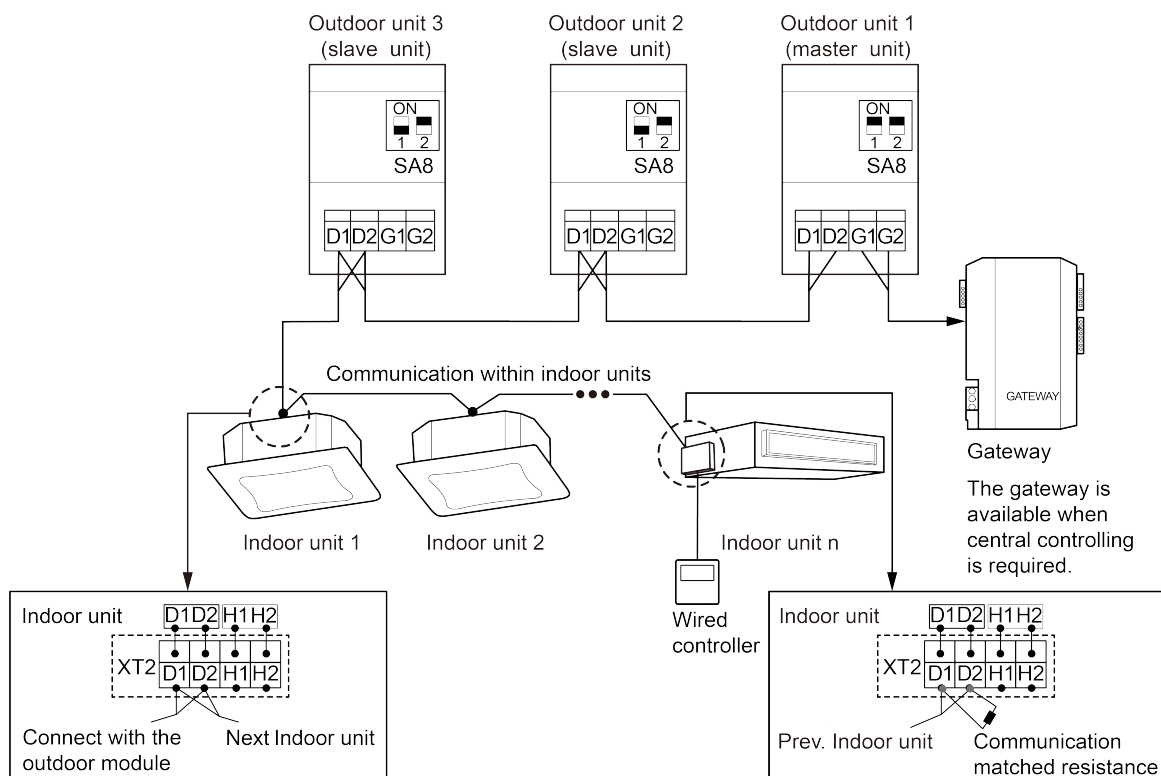 Outdoor unit 3
(slave unit)
Outdoor unit 2
(slave unit)
Outdoor unit 1
(master unit)
ON
1 2
SA8
ON
1 2
SA8
ON
1 2
SA8
D1 D2 G1 G2
D1 D2 G1 G2
D1 D2 G1 G2
Communication within indoor units
GATEWAY
Gateway
The gateway is
available when
central controlling
is required.
Indoor unit 1
Indoor unit 2
Indoor unit n
Wired
controller
Indoor unit
D1 D2 H1 H2
XT2
D1 D2 H1 H2
Connect with the
outdoor module
Next Indoor unit
Indoor unit
D1 D2 H1 H2
XT2
D1 D2 H1 H2
Prev. Indoor unit
Communication
matched resistance